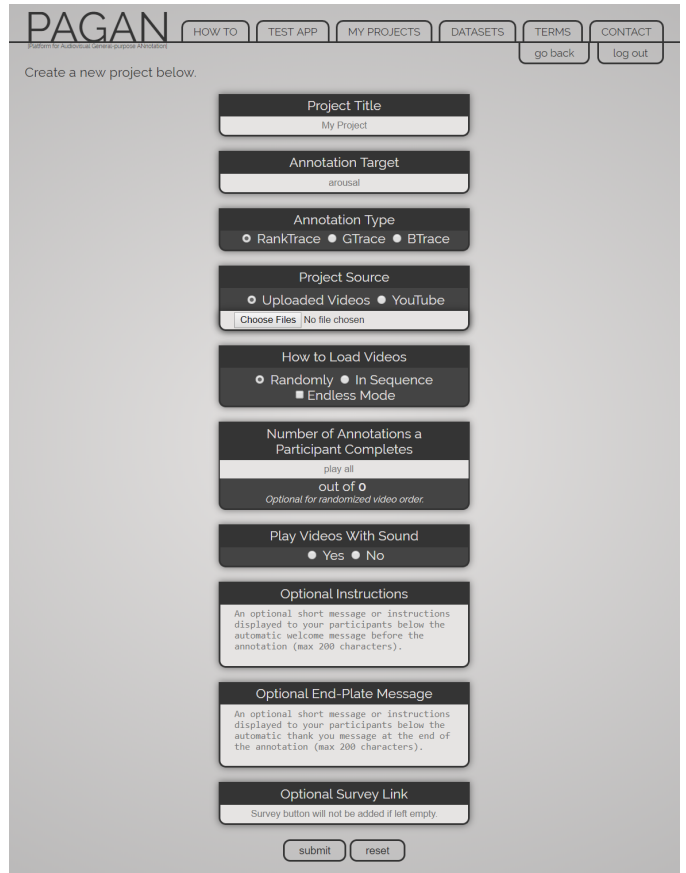 PAGAN
(Platform for Audiovisual General-purpose ANnotation)
HOW TO
TEST APP
MY PROJECTS
DATASETS
TERMS
CONTACT
go back
log out
Create a new project below.
Project Title
My Project
Annotation Target
arousal
Annotation Type
RankTrace GTrace BTrace
Project Source
Uploaded Videos YouTube
Choose Files No file chosen
How to Load Videos
Randomly In Sequence
Endless Mode
Number of Annotations a
Participant Completes
play all
out of 0
Optional for randomized video order.
Play Videos With Sound
Yes No
Optional Instructions
An optional short message or instructions
displayed to your participants below the
automatic welcome message before the
annotation (max 200 characters).
Optional End-Plate Message
An optional short message or instructions
displayed to your participants below the
automatic thank you message at the end of
the annotation (max 200 characters).
Optional Survey Link
Survey button will not be added if left empty.
submit
reset